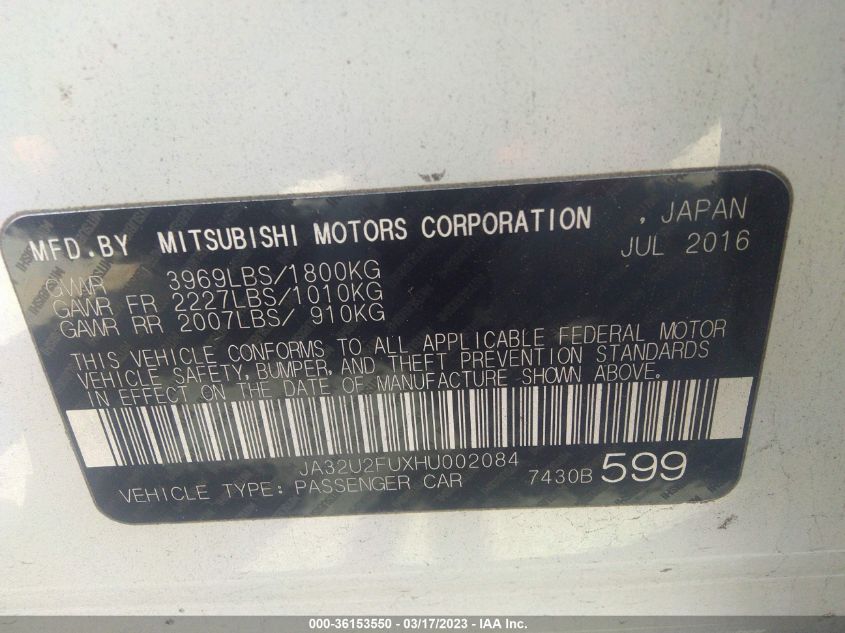 MFD.BY MITSUBISHI MOTORS CORPORATION , JAPAN
JUL 2016
GVWR 3969LBS/1800KG
GAWR FR 2227LBS/1010KG
GAWR RR 2007LBS/ 910KG
THIS VEHICLE CONFORMS TO ALL APPLICABLE FEDERAL MOTOR
VEHICLE SAFETY, BUMPER, AND THEFT PREVENTION STANDARDS
IN EFFECT ON THE DATE OF MANUFACTURE SHOWN ABOVE.
JA32U2FUXHU002084
VEHICLE TYPE: PASSENGER CAR 7430B 599
000-36153550 - 03/17/2023 - IAA Inc.